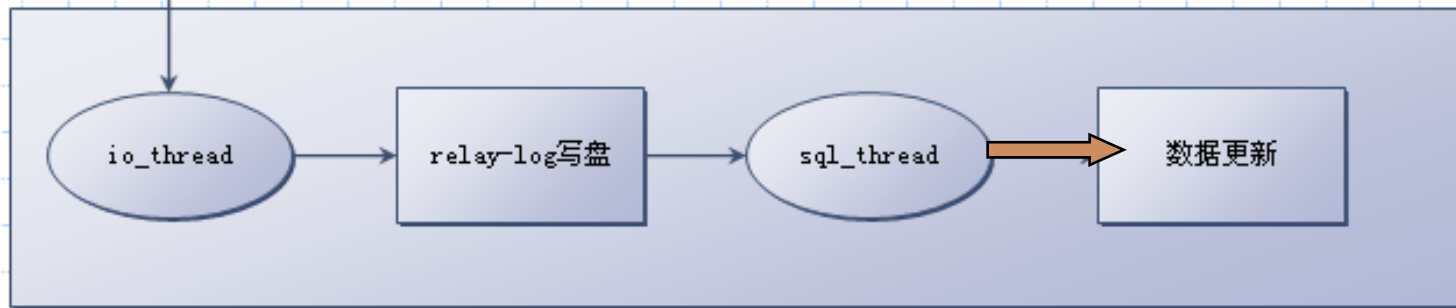 io_thread
relay-log写盘
sql_thread
数据更新